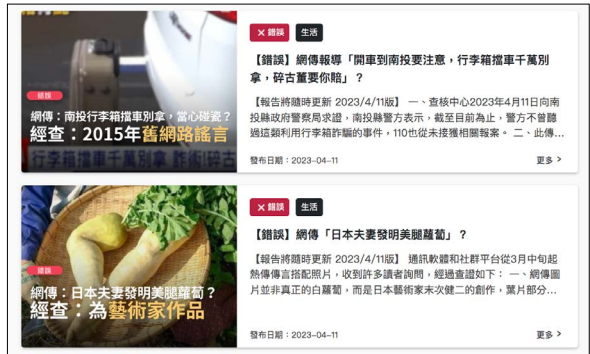 錯誤
網傳：南投行李箱擋車別拿，當心碰瓷？
經查：2015年舊網路謠言
行李箱擋車千萬別拿 詐術!碎古
× 錯誤
生活
【錯誤】網傳報導「開車到南投要注意，行李箱擋車千萬別
拿，碎古董要你賠」？
【報告將隨時更新 2023/4/11版】 一、查核中心2023年4月11日向南
投縣政府警察局求證，南投縣警方表示，截至目前為止，警方不曾聽
過這類利用行李箱詐騙的事件，110也從未接獲相關報案。 二、此傳...
發布日期：2023-04-11
更多 >
錯誤
網傳：日本夫妻發明美腿蘿蔔？
經查：為藝術家作品
× 錯誤
生活
【錯誤】網傳「日本夫妻發明美腿蘿蔔」？
【報告將隨時更新 2023/4/11版】 通訊軟體和社群平台從3月中旬起
熱傳傳言搭配照片，收到許多讀者詢問，經過查證如下： 一、網傳圖
片並非真正的白蘿蔔，而是日本藝術家末次健二的創作，葉片部分...
發布日期：2023-04-11
更多 >